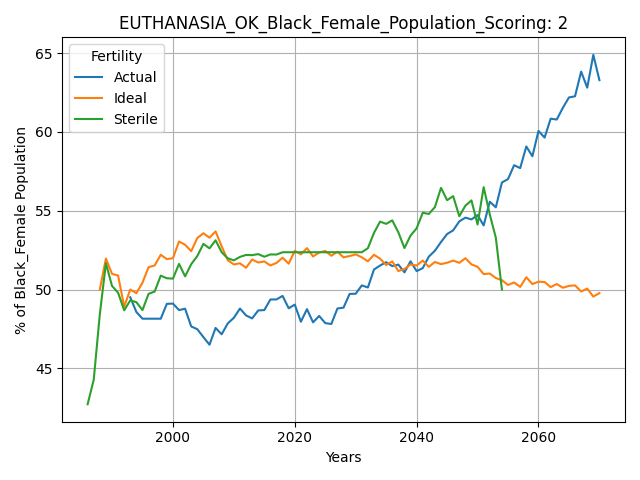 EUTHANASIA_OK_Black_Female_Population_Scoring: 2
Fertility
Actual
Ideal
Sterile
% of Black_Female Population
65
60
55
50
45
2000
2020
2040
2060
Years